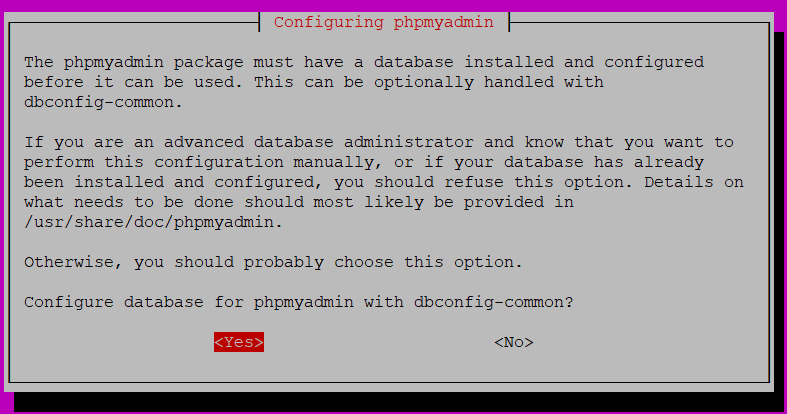 Configuring phpmyadmin
The phpmyadmin package must have a database installed and configured
before it can be used. This can be optionally handled with
dbconfig-common.
If you are an advanced database administrator and know that you want to
perform this configuration manually, or if your database has already
been installed and configured, you should refuse this option. Details on
what needs to be done should most likely be provided in
/usr/share/doc/phpmyadmin.
Otherwise, you should probably choose this option.
Configure database for phpmyadmin with dbconfig-common?
<Yes> <No>